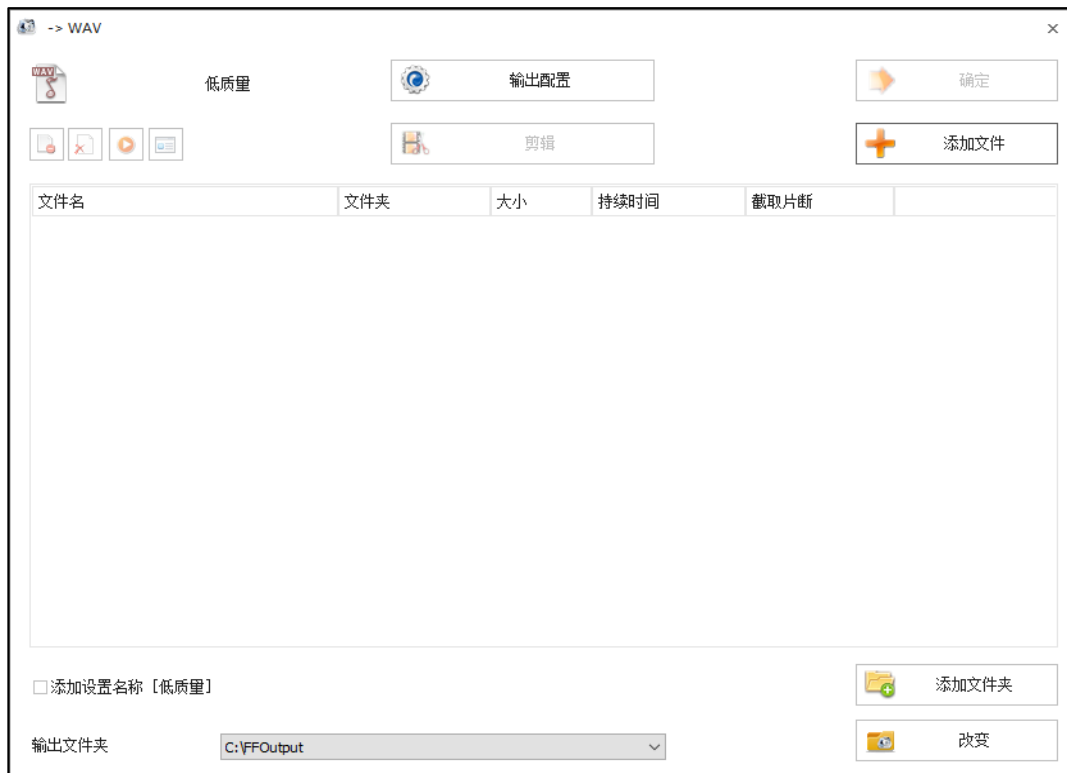 -> WAV
WAV
低质量
输出配置
确定
剪辑
添加文件
文件名 文件夹 大小 持续时间 截取片断
添加设置名称 [低质量]
添加文件夹
输出文件夹 C:\FFOutput
改变